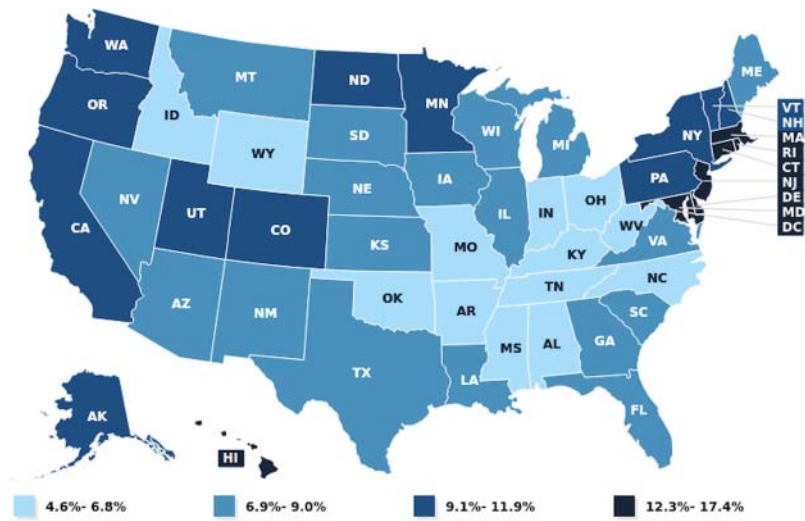 WA
MT
ND
MN
ME
OR
ID
SD
WI
MI
WY
NY
VT
NH
MA
RI
CT
NJ
DE
MD
DC
NE
IA
PA
NV
UT
CO
KS
IL
IN
OH
WV
VA
CA
MO
KY
AZ
NM
OK
AR
TN
NC
SC
MS
AL
GA
TX
LA
FL
AK
HI
4.6%- 6.8%
6.9%- 9.0%
9.1%- 11.9%
12.3%- 17.4%